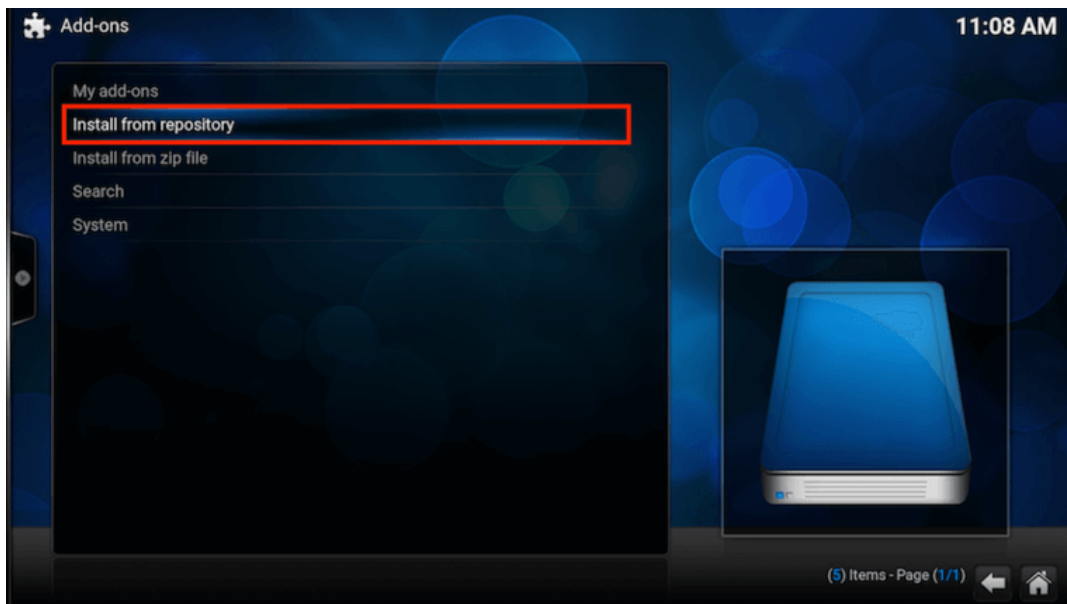 Add-ons
11:08 AM
My add-ons
Install from repository
Install from zip file
Search
System
(5) Items - Page (1/1)